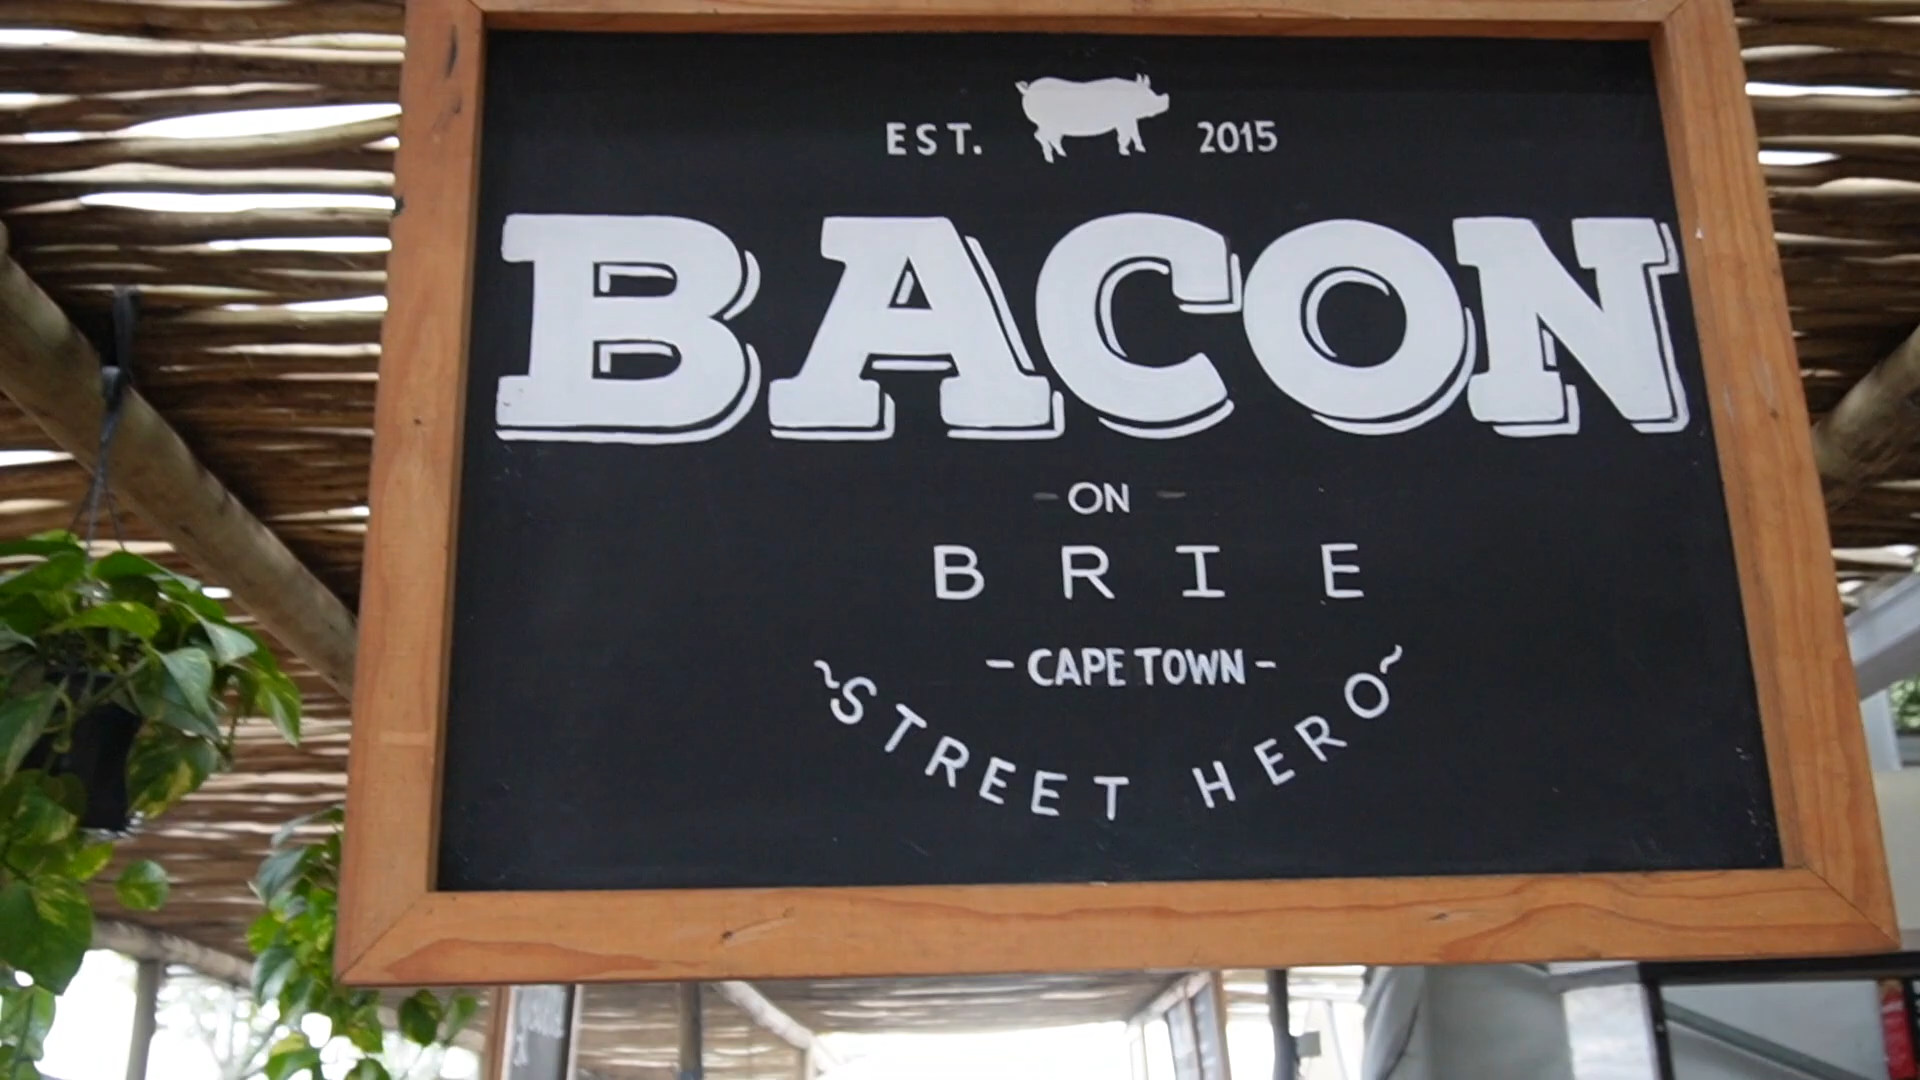 EST. 2015
BACON
- ON -
BRIE
- CAPE TOWN -
~STREET HERO~